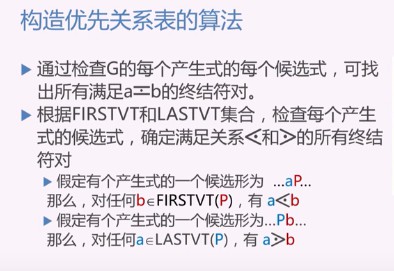 构造优先关系表的算法
▶ 通过检查G的每个产生式的每个候选式，可找
出所有满足a⩦b的终结符对。
▶ 根据FIRSTVT和LASTVT集合，检查每个产生
式的候选式，确定满足关系⋖和⋗的所有终结
符对
▶ 假定有个产生式的一个候选形为 ...aP...
那么，对任何b∈FIRSTVT(P)，有 a⋖b
▶ 假定有个产生式的一个候选形为...Pb...
那么，对任何a∈LASTVT(P)，有 a⋗b